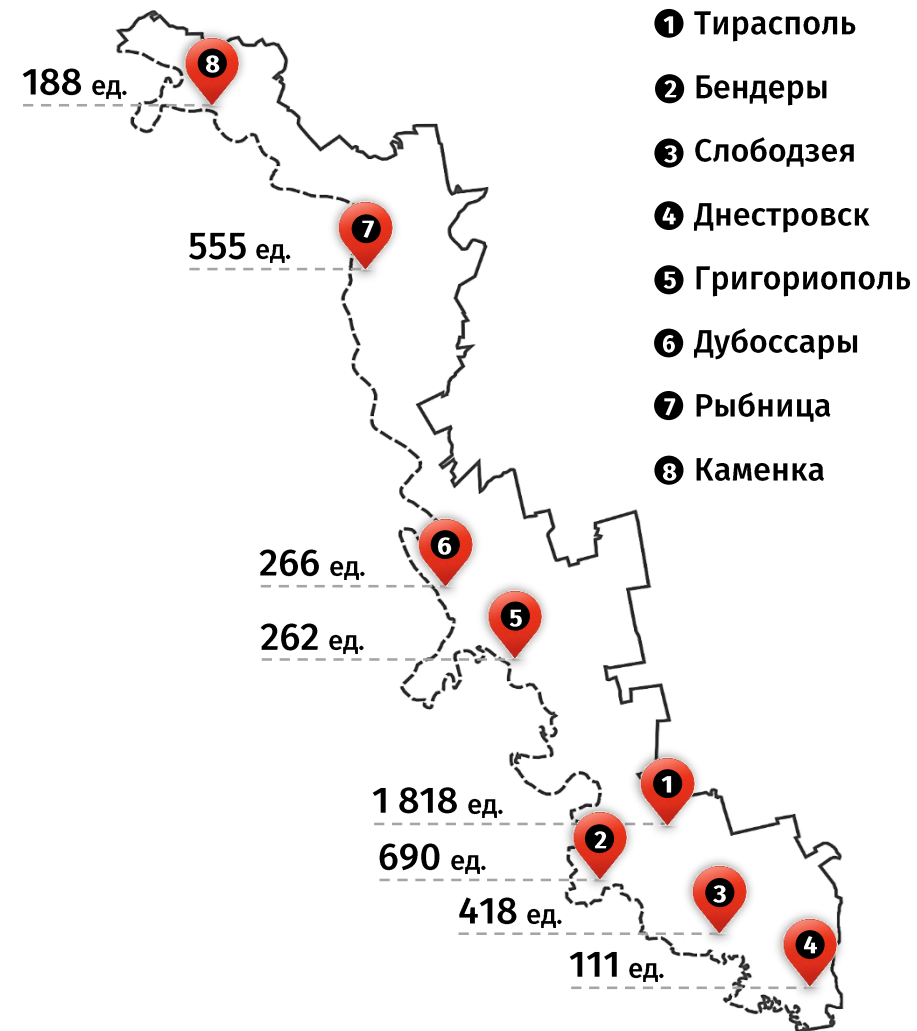 1 Тирасполь
2 Бендеры
3 Слободзея
4 Днестровск
5 Григориополь
6 Дубоссары
7 Рыбница
8 Каменка
8
188 ед.
7
555 ед.
6
266 ед.
5
262 ед.
1
1 818 ед.
2
690 ед.
3
418 ед.
4
111 ед.